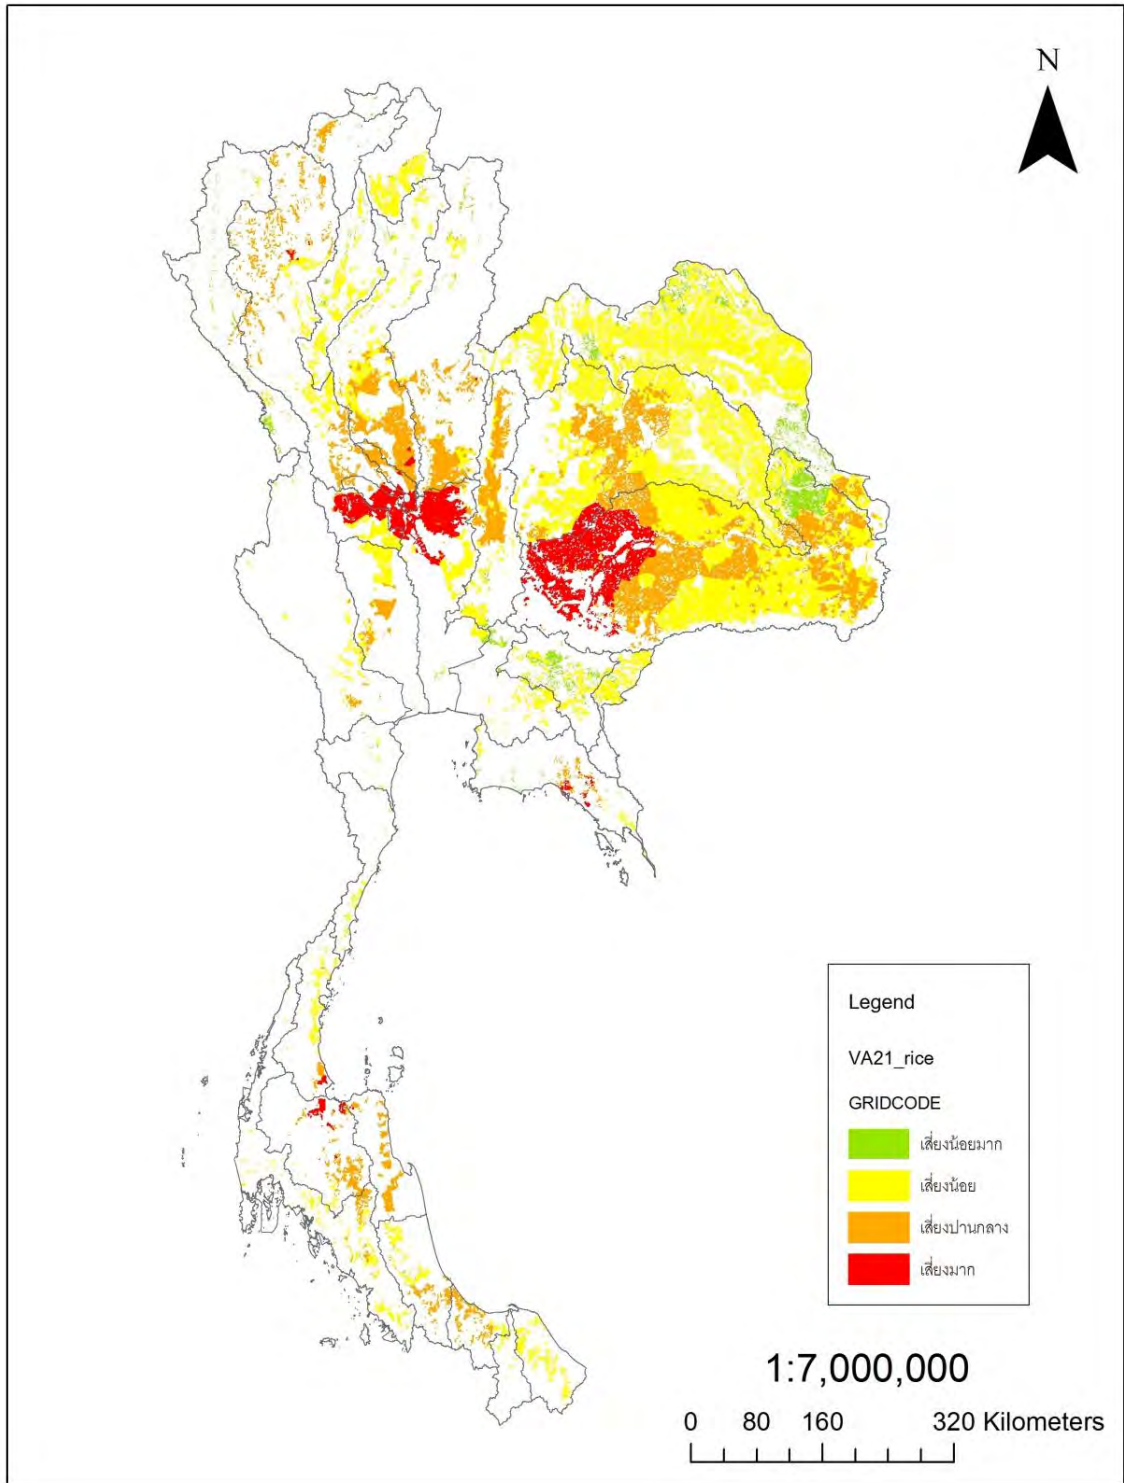 N
Legend
VA21_rice
GRIDCODE
เสี่ยงน้อยมาก
เสี่ยงน้อย
เสี่ยงปานกลาง
เสี่ยงมาก
1:7,000,000
0 80 160 320 Kilometers